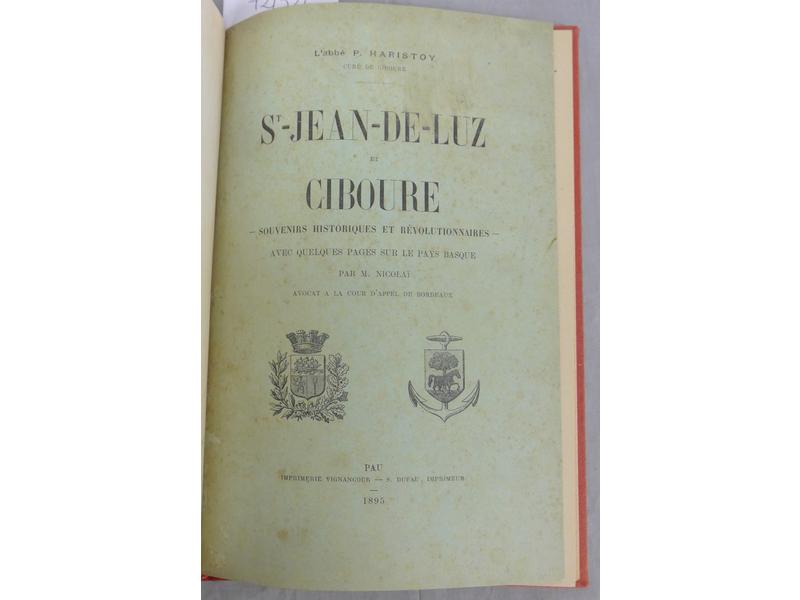 L'abbé P. HARISTOY
CURÉ DE CIBOURE
ST-JEAN-DE-LUZ
ET
CIBOURE
— SOUVENIRS HISTORIQUES ET RÉVOLUTIONNAIRES —
AVEC QUELQUES PAGES SUR LE PAYS BASQUE
PAR M. NICOLAÏ
AVOCAT A LA COUR D'APPEL DE BORDEAUX
PAU
IMPRIMERIE VIGNANCOUR — S. DUFAU, IMPRIMEUR
1895